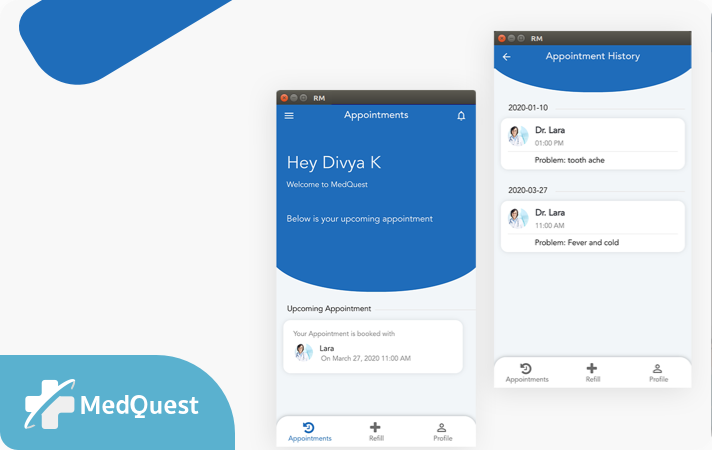 RM
Appointments
Hey Divya K
Welcome to MedQuest
Below is your upcoming appointment
Upcoming Appointment
Your Appointment is booked with
Lara
On March 27, 2020 11:00 AM
Appointments Refill Profile
RM
Appointment History
2020-01-10
Dr. Lara
01:00 PM
Problem: tooth ache
2020-03-27
Dr. Lara
11:00 AM
Problem: Fever and cold
Appointments Refill Profile
MedQuest